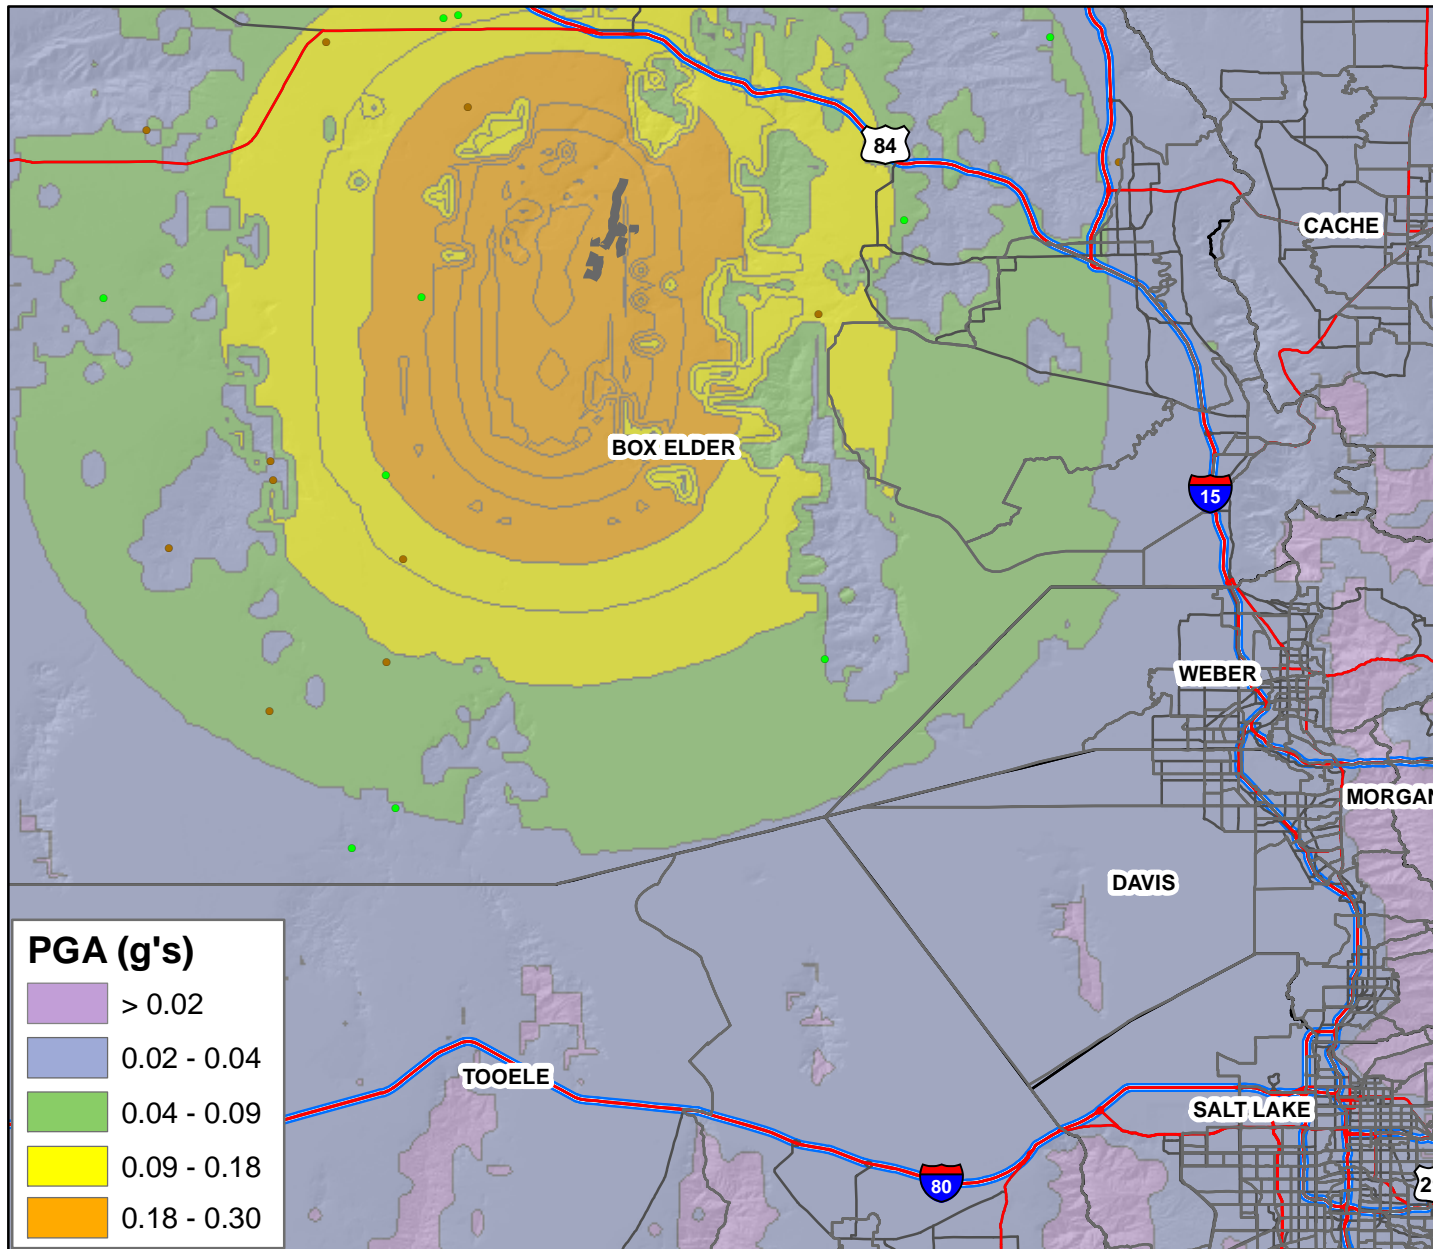 84
CACHE
BOX ELDER
15
WEBER
MORGAN
DAVIS
PGA (g's)
> 0.02
0.02 - 0.04
0.04 - 0.09
0.09 - 0.18
0.18 - 0.30
TOOELE
SALT LAKE
80
2